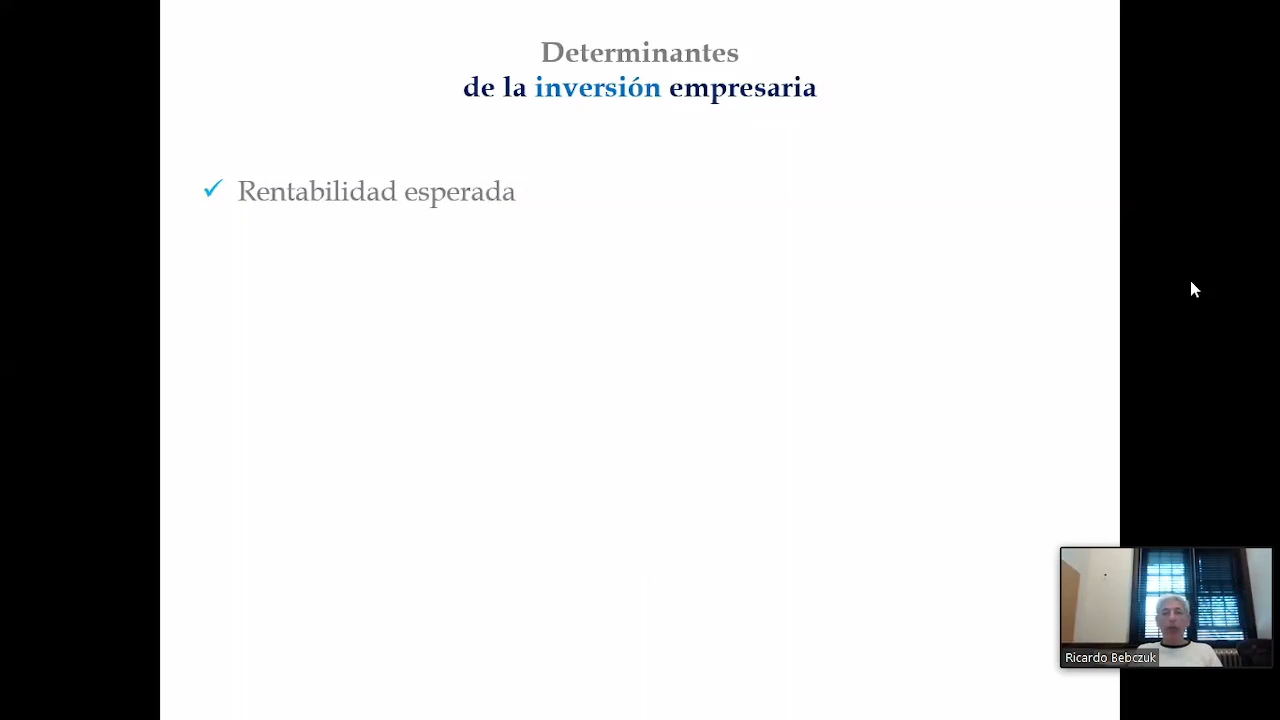 Determinantes
de la inversión empresaria
✓ Rentabilidad esperada
Ricardo Bebczuk